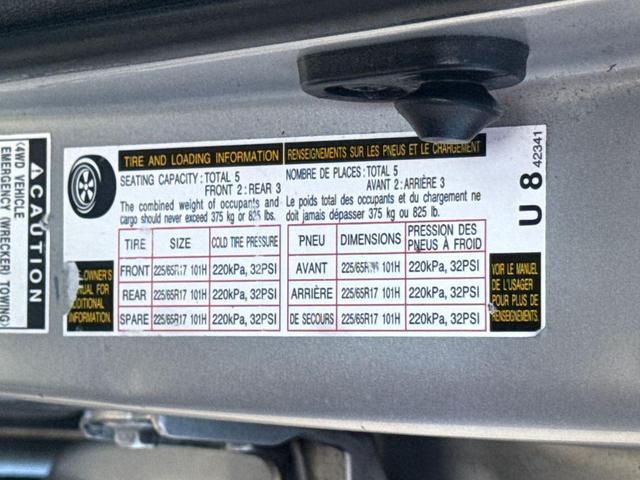 CAUTION
(4WD VEHICLE
EMERGENCY (WRECKER) TOWING)
TIRE AND LOADING INFORMATION
SEATING CAPACITY: TOTAL 5
FRONT 2 : REAR 3
The combined weight of occupants and
cargo should never exceed 375 kg or 825 lbs.
TIRE SIZE COLD TIRE PRESSURE
FRONT 225/65R17 101H 220kPa, 32PSI
REAR 225/65R17 101H 220kPa, 32PSI
SPARE 225/65R17 101H 220kPa, 32PSI
OWNER'S
FOR
INFORMATION.
RENSEIGNEMENTS SUR LES PNEUS ET LE CHARGEMENT
NOMBRE DE PLACES: TOTAL 5
AVANT 2 : ARRIÈRE 3
Le poids total des occupants et du chargement ne
doit jamais dépasser 375 kg ou 825 lb.
PNEU DIMENSIONS PRESSION DES
PNEUS À FROID
AVANT 101H 220kPa, 32PSI
ARRIÈRE 225/65R17 101H 220kPa, 32PSI
DE SECOURS 225/65R17 101H 220kPa, 32PSI
VOIR LE MANUEL
DE L'USAGER
POUR PLUS DE
RENSEIGNEMENTS.
U 8
42341